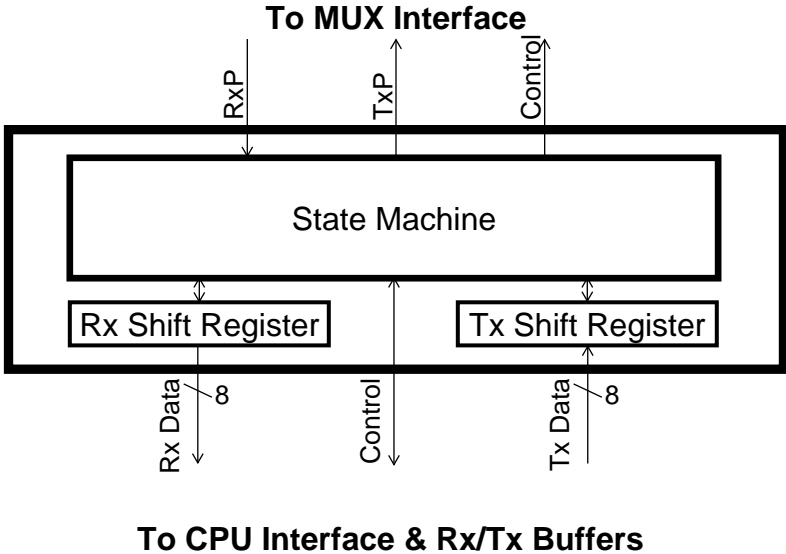 To MUX Interface
RxP
TxP
Control
State Machine
Rx Shift Register
Tx Shift Register
Rx Data
8
Control
Tx Data
8
To CPU Interface & Rx/Tx Buffers